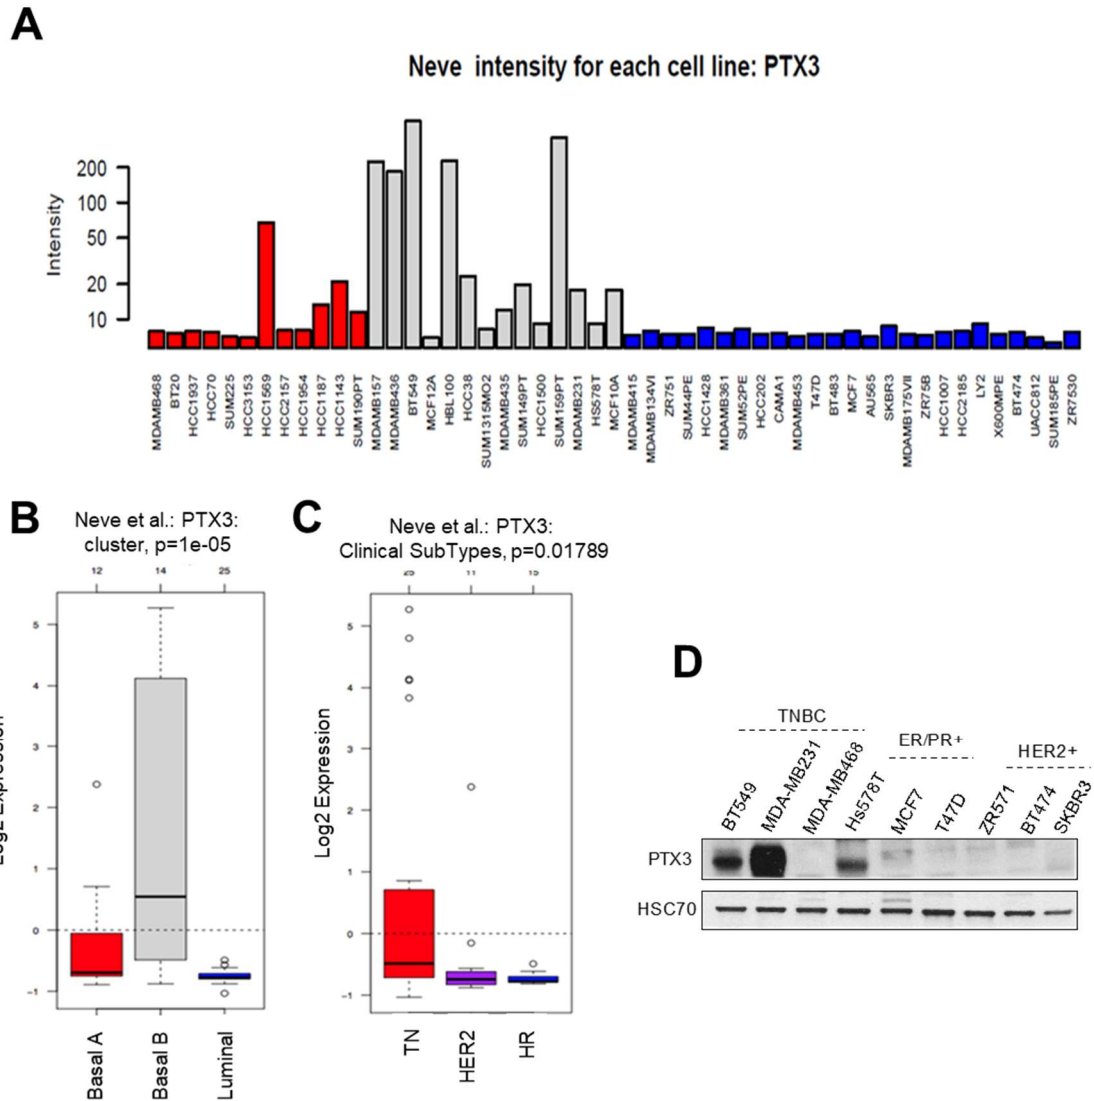 A
Neve intensity for each cell line: PTX3
Intensity
200
100
50
20
10
MDAMB468
BT20
HCC1937
HCC70
SUM225
HCC3153
HCC1569
HCC2157
HCC1954
HCC1187
HCC1143
SUM190PT
MDAMB157
MDAMB436
BT549
MCF12A
HBL100
HCC38
SUM1315MO2
MDAMB435
SUM149PT
HCC1500
SUM159PT
MDAMB231
HS578T
MCF10A
MDAMB415
MDAMB134VI
ZR751
SUM44PE
HCC1428
MDAMB361
SUM52PE
HCC202
CAMA1
MDAMB453
T47D
BT483
MCF7
AU565
SKBR3
MDAMB175VII
ZR75B
HCC1007
HCC2185
LY2
X600MPE
BT474
UACC812
SUM185PE
ZR7530
B
Neve et al.: PTX3:
cluster, p=1e-05
12 14 25
Log2 Expression
5
4
3
2
1
0
-1
Basal A
Basal B
Luminal
C
Neve et al.: PTX3:
Clinical SubTypes, p=0.01789
25 11 15
Log2 Expression
5
4
3
2
1
0
-1
TN
HER2
HR
D
TNBC
ER/PR+
HER2+
BT549
MDA-MB231
MDA-MB468
Hs578T
MCF7
T47D
ZR571
BT474
SKBR3
PTX3
HSC70